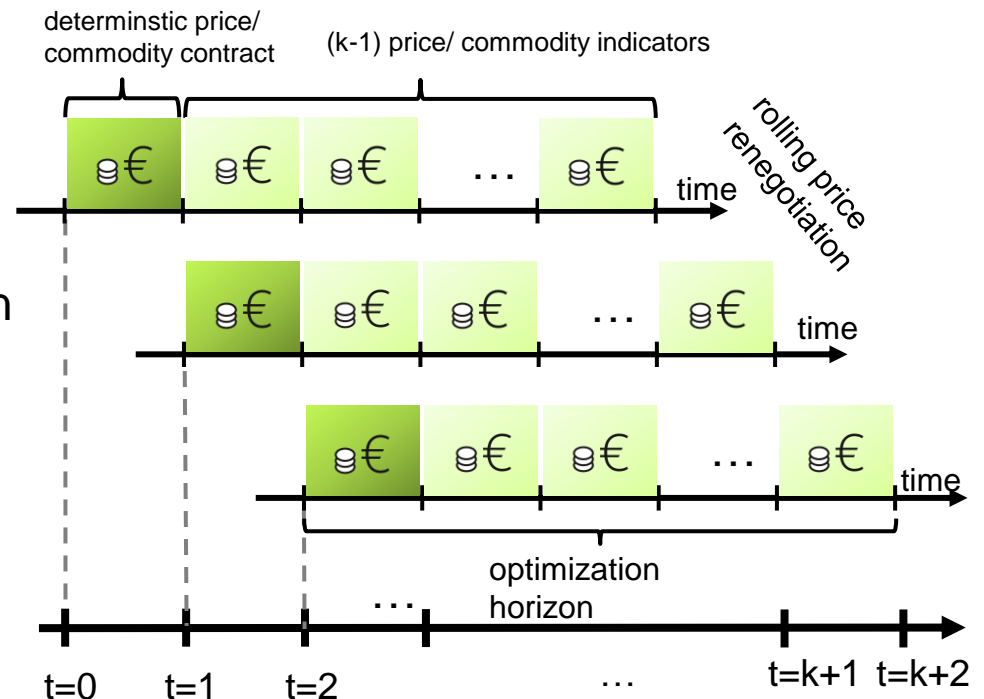 determinstic price/
commodity contract
(k-1) price/ commodity indicators
€ € € ... €
time
rolling price
renegotiation
n
€ € € ... €
time
€ € € ... €
time
optimization
horizon
...
t=0 t=1 t=2 ... t=k+1 t=k+2